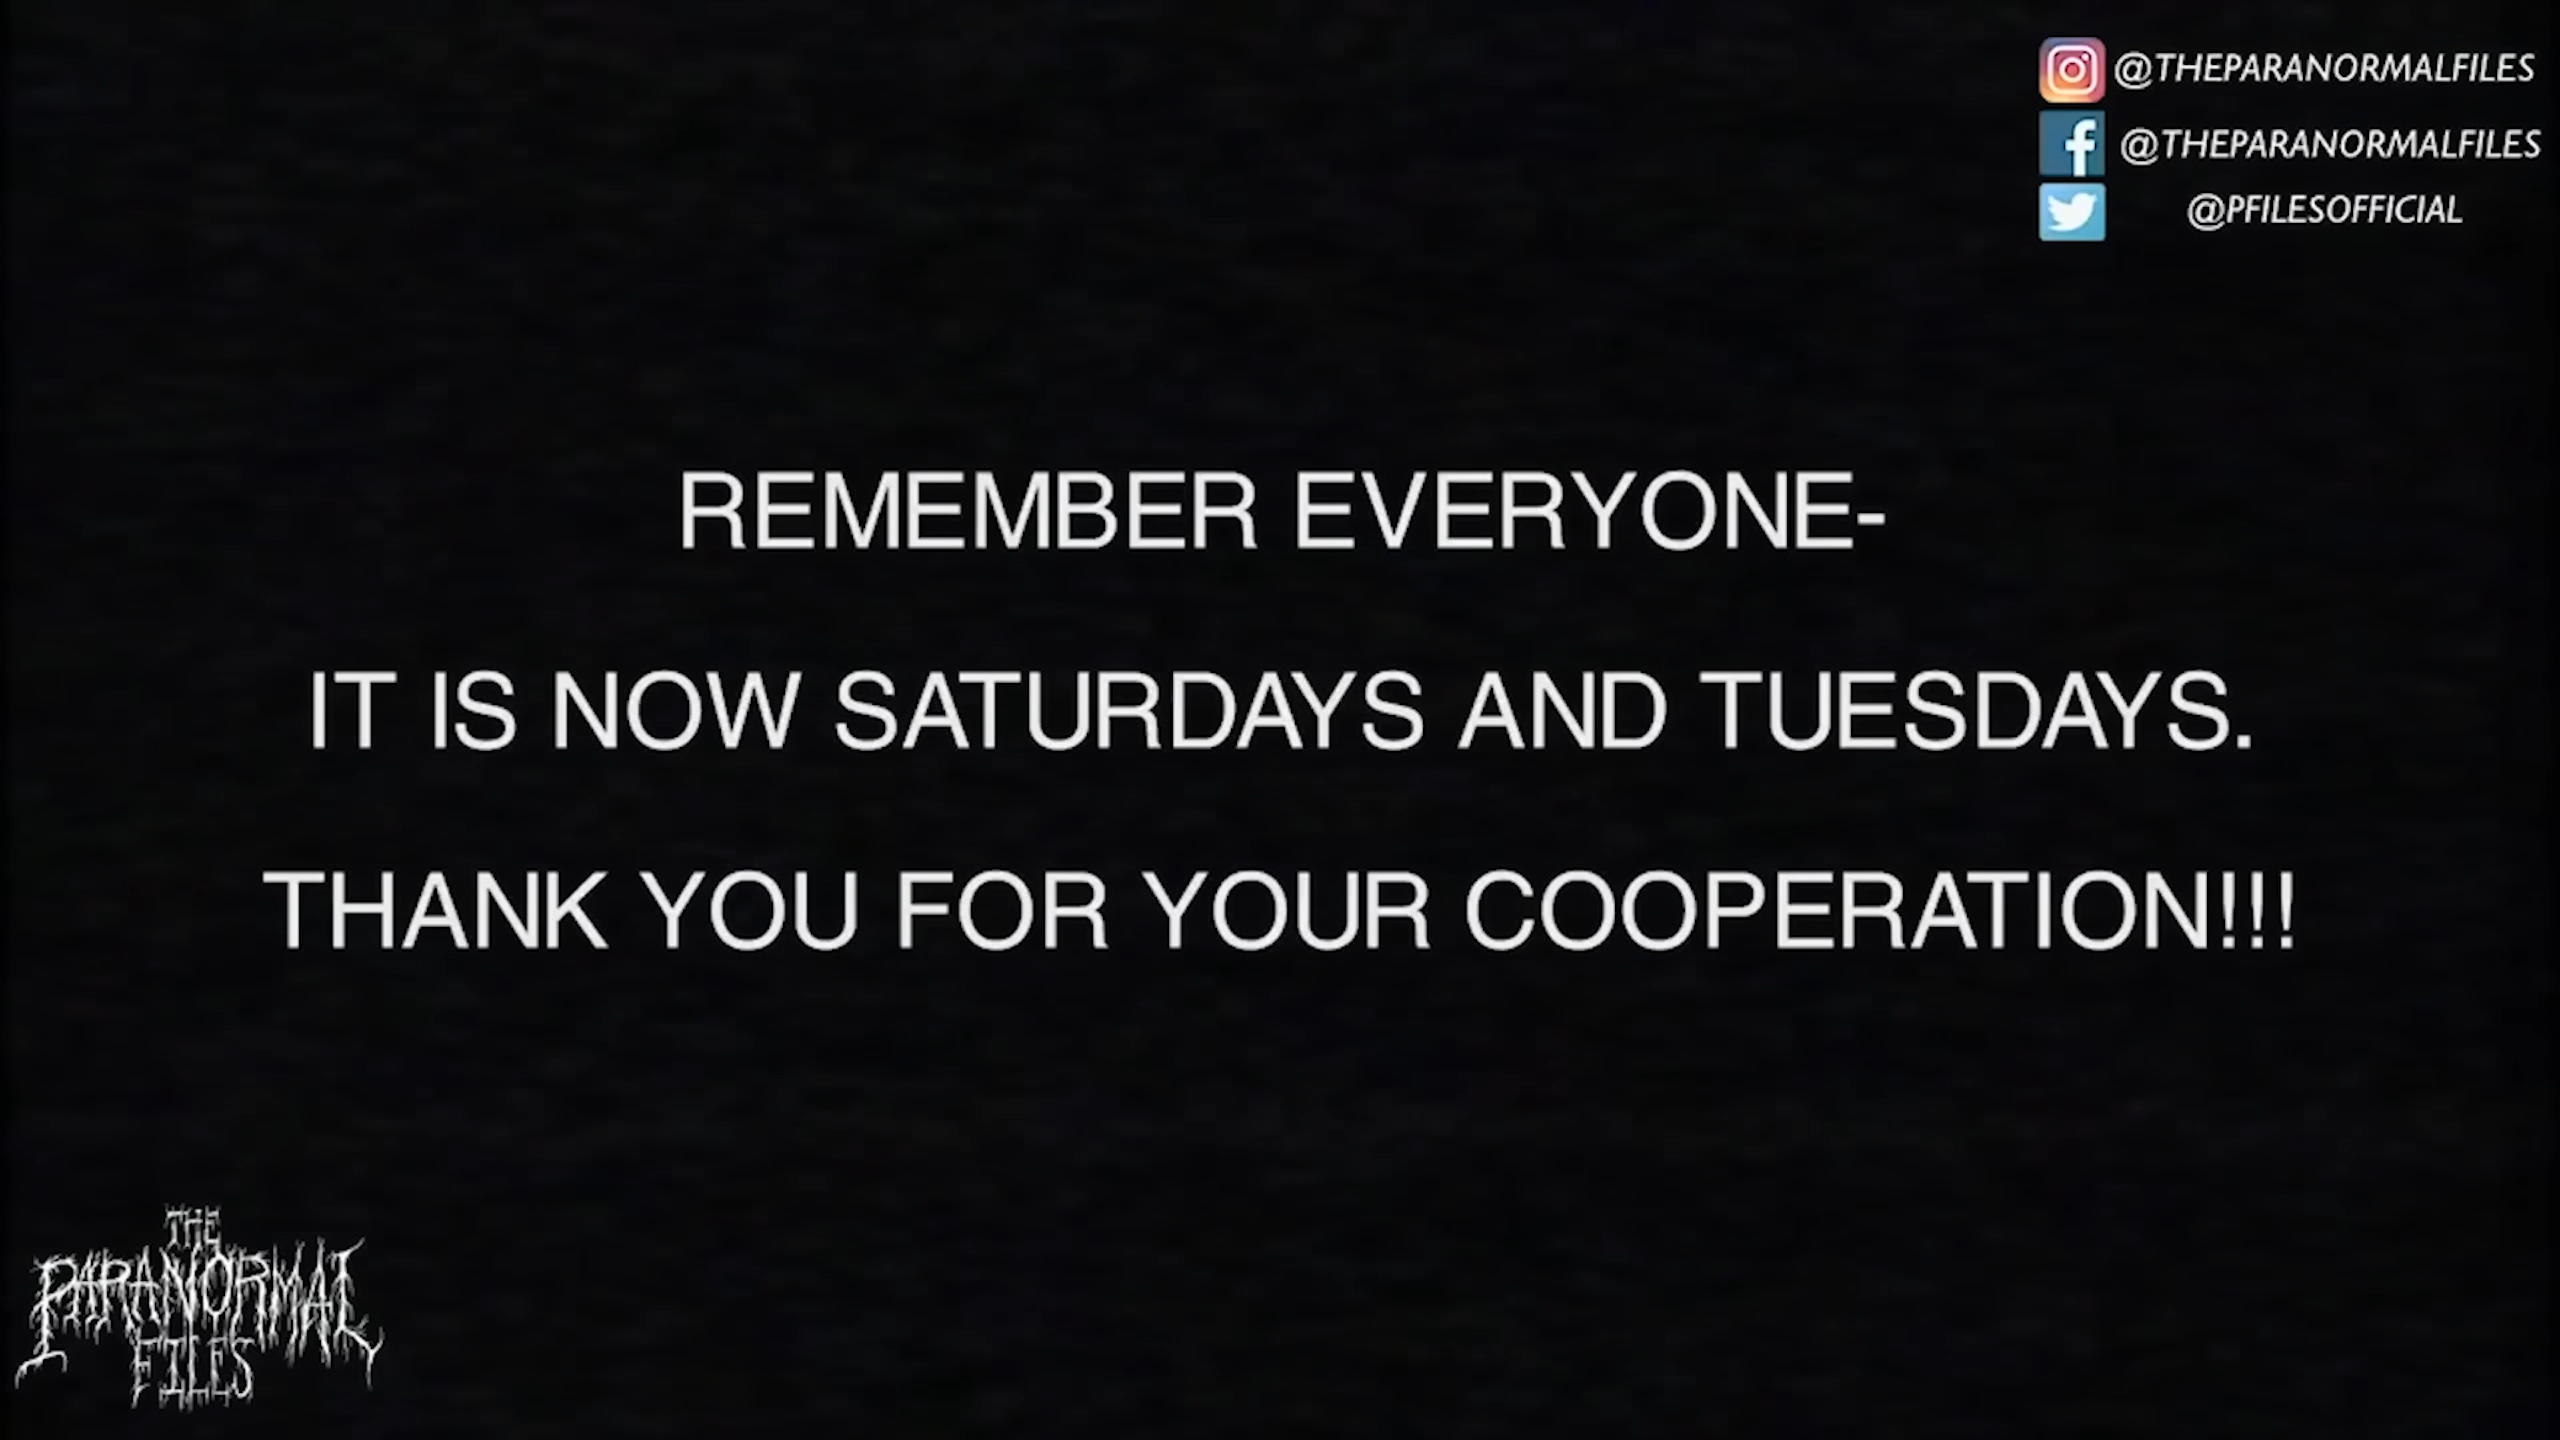 @THEPARANORMALFILES
@THEPARANORMALFILES
@PFILESOFFICIAL
REMEMBER EVERYONE-
IT IS NOW SATURDAYS AND TUESDAYS.
THANK YOU FOR YOUR COOPERATION!!!
THE
PARANORMAL
FILES